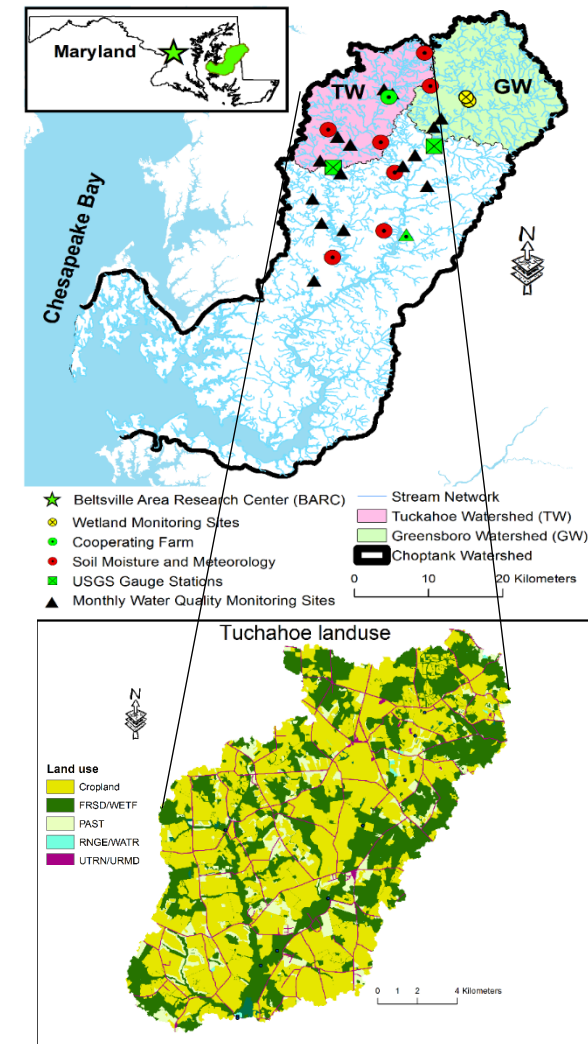 Maryland
TW
GW
Chesapeake Bay
N
Beltsville Area Research Center (BARC)
Wetland Monitoring Sites
Cooperating Farm
Soil Moisture and Meteorology
USGS Gauge Stations
Monthly Water Quality Monitoring Sites
Stream Network
Tuckahoe Watershed (TW)
Greensboro Watershed (GW)
Choptank Watershed
0 10 20 Kilometers
Tuchahoe landuse
N
Land use
Cropland
FRSD/WETF
PAST
RNGE/WATR
UTRN/URMD
0 1 2 4 Kilometers